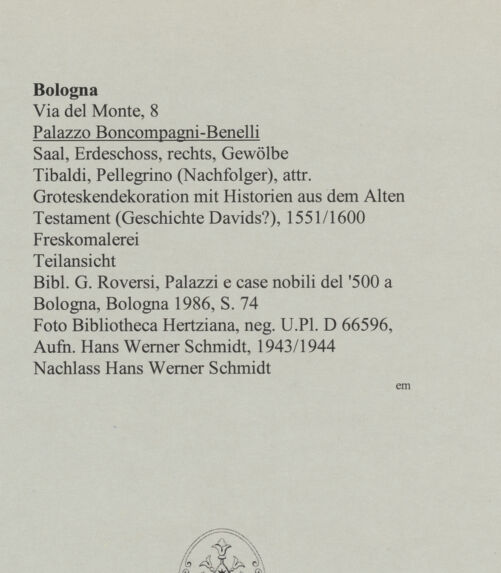 Bologna
Via del Monte, 8
Palazzo Boncompagni-Benelli
Saal, Erdeschoss, rechts, Gewölbe
Tibaldi, Pellegrino (Nachfolger), attr.
Groteskendekoration mit Historien aus dem Alten
Testament (Geschichte Davids?), 1551/1600
Freskomalerei
Teilansicht
Bibl. G. Roversi, Palazzi e case nobili del '500 a
Bologna, Bologna 1986, S. 74
Foto Bibliotheca Hertziana, neg. U.Pl. D 66596,
Aufn. Hans Werner Schmidt, 1943/1944
Nachlass Hans Werner Schmidt
em